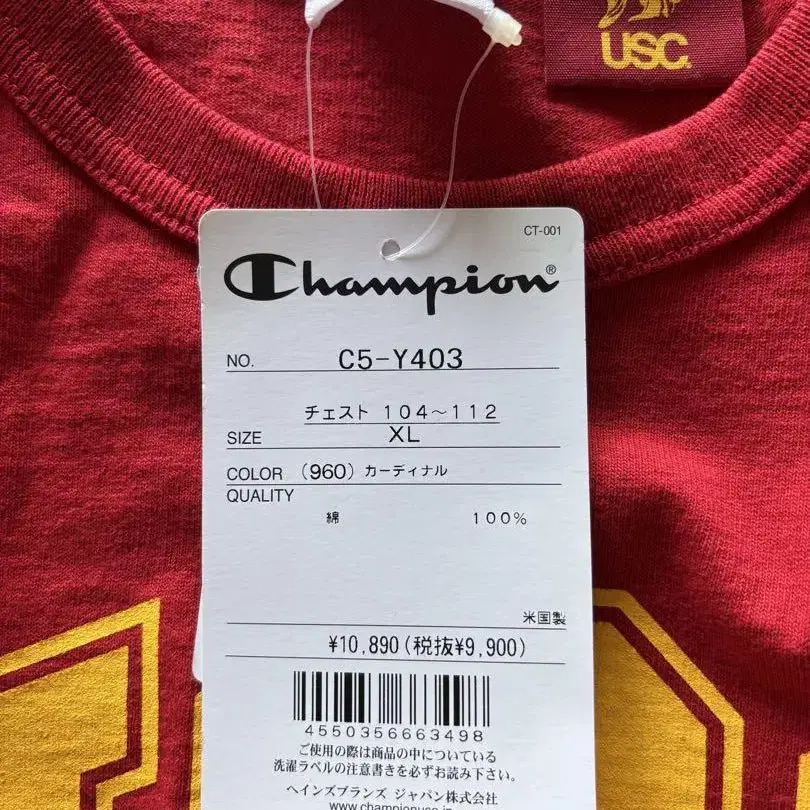 USC®
CT-001
Champion®
NO. C5-Y403
チェスト 104～112
SIZE XL
COLOR (960) カーディナル
QUALITY
綿 100%
米国製
¥10,890(税抜¥9,900)
4550356663498
ご使用の際は商品の中についている
洗濯ラベルの注意書きを必ずお読み下さい。
ヘインズブランズ ジャパン株式会社